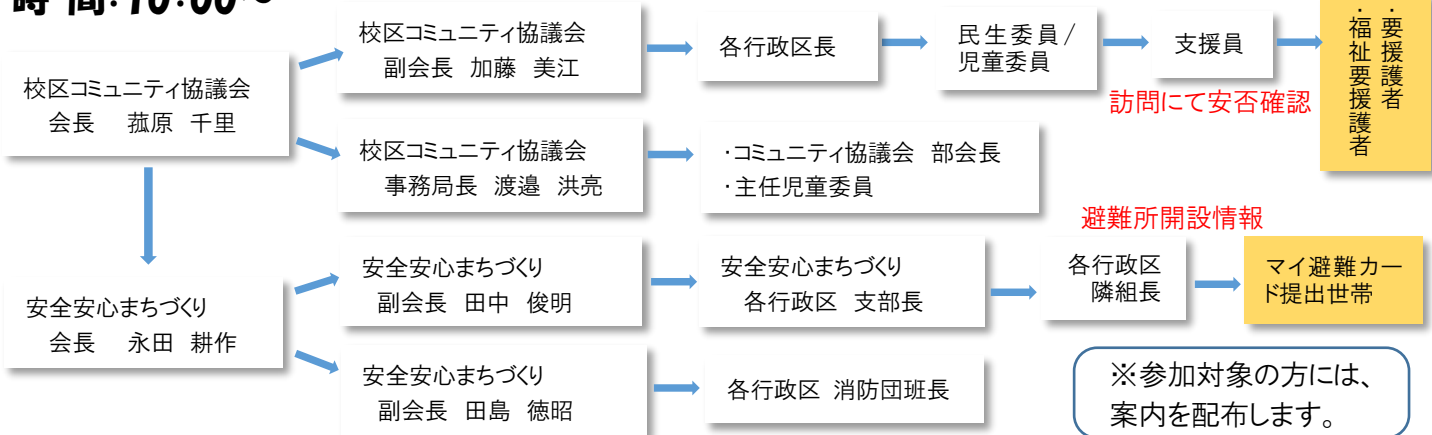 時 間:10:00~
校区コミュニティ協議会
会長 菰原 千里
校区コミュニティ協議会
副会長 加藤 美江
各行政区長
民生委員/
児童委員
支援員
・要援護者
・福祉要援護者
訪問にて安否確認
校区コミュニティ協議会
事務局長 渡邉 洪亮
・コミュニティ協議会 部会長
・主任児童委員
避難所開設情報
安全安心まちづくり
会長 永田 耕作
安全安心まちづくり
副会長 田中 俊明
安全安心まちづくり
各行政区 支部長
各行政区
隣組長
マイ避難カー
ド提出世帯
安全安心まちづくり
副会長 田島 徳昭
各行政区 消防団班長
※参加対象の方には、
案内を配布します。